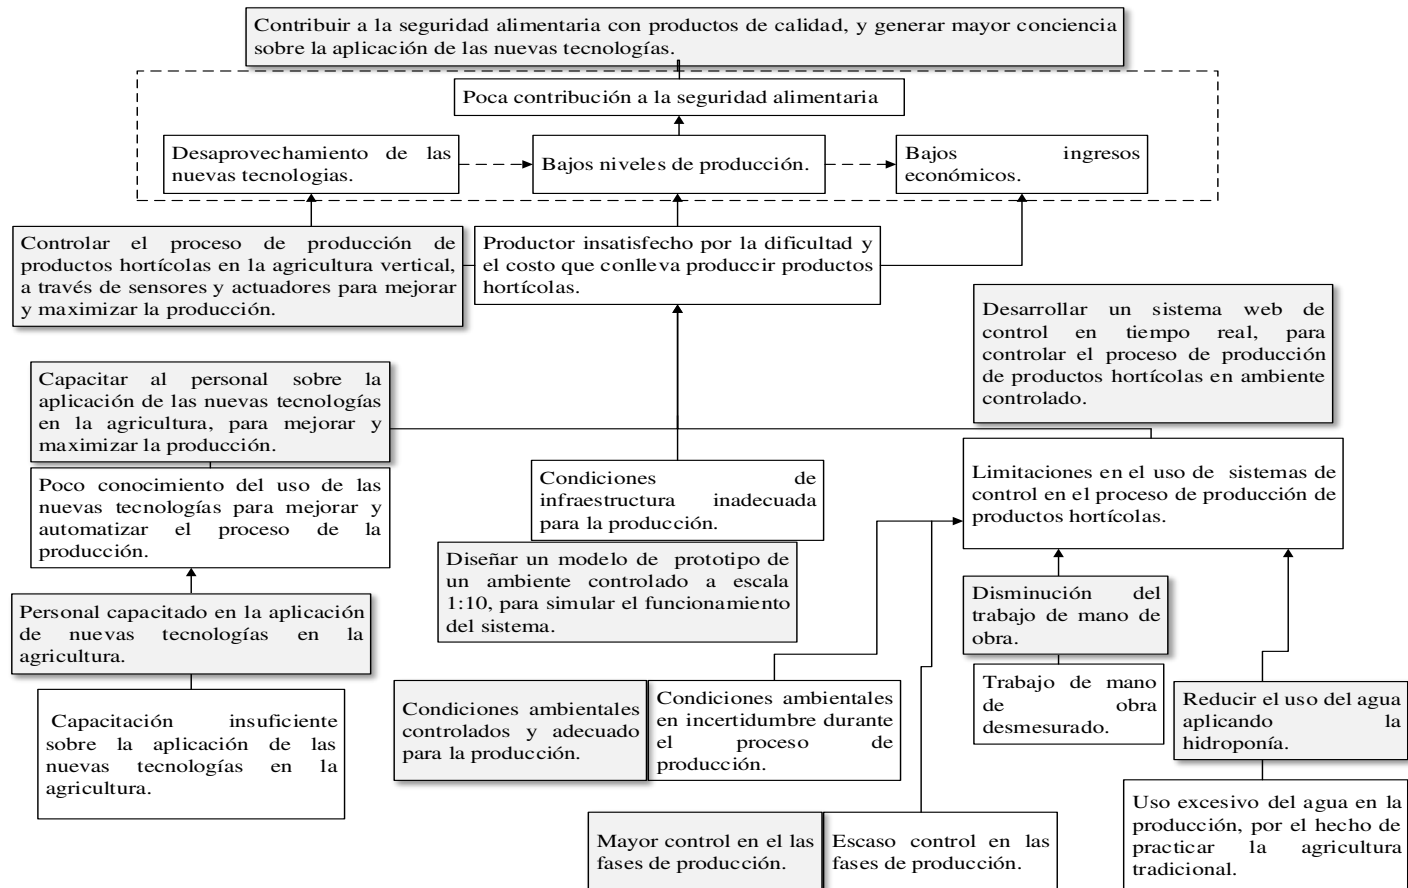 Contribuir a la seguridad alimentaria con productos de calidad, y generar mayor conciencia
sobre la aplicación de las nuevas tecnologías.
Poca contribución a la seguridad alimentaria
Desaprovechamiento de las
nuevas tecnologias.
Bajos niveles de producción.
Bajos ingresos
económicos.
Controlar el proceso de producción de
productos hortícolas en la agricultura vertical,
a través de sensores y actuadores para mejorar
y maximizar la producción.
Productor insatisfecho por la dificultad y
el costo que conlleva produccir productos
hortícolas.
Desarrollar un sistema web de
control en tiempo real, para
controlar el proceso de producción
de productos hortícolas en ambiente
controlado.
Capacitar al personal sobre la
aplicación de las nuevas tecnologías
en la agricultura, para mejorar y
maximizar la producción.
Poco conocimiento del uso de las
nuevas tecnologías para mejorar y
automatizar el proceso de la
producción.
Condiciones de
infraestructura inadecuada
para la producción.
Limitaciones en el uso de sistemas de
control en el proceso de producción de
productos hortícolas.
Diseñar un modelo de prototipo de
un ambiente controlado a escala
1:10, para simular el funcionamiento
del sistema.
Disminución del
trabajo de mano de
obra.
Personal capacitado en la aplicación
de nuevas tecnologías en la
agricultura.
Trabajo de mano
de obra
desmesurado.
Capacitación insuficiente
sobre la aplicación de las
nuevas tecnologías en la
agricultura.
Condiciones ambientales
controlados y adecuado
para la producción.
Condiciones ambientales
en incertidumbre durante
el proceso de
producción.
Reducir el uso del agua
aplicando la
hidroponía.
Mayor control en el las
fases de producción.
Escaso control en las
fases de producción.
Uso excesivo del agua en la
producción, por el hecho de
practicar la agricultura
tradicional.